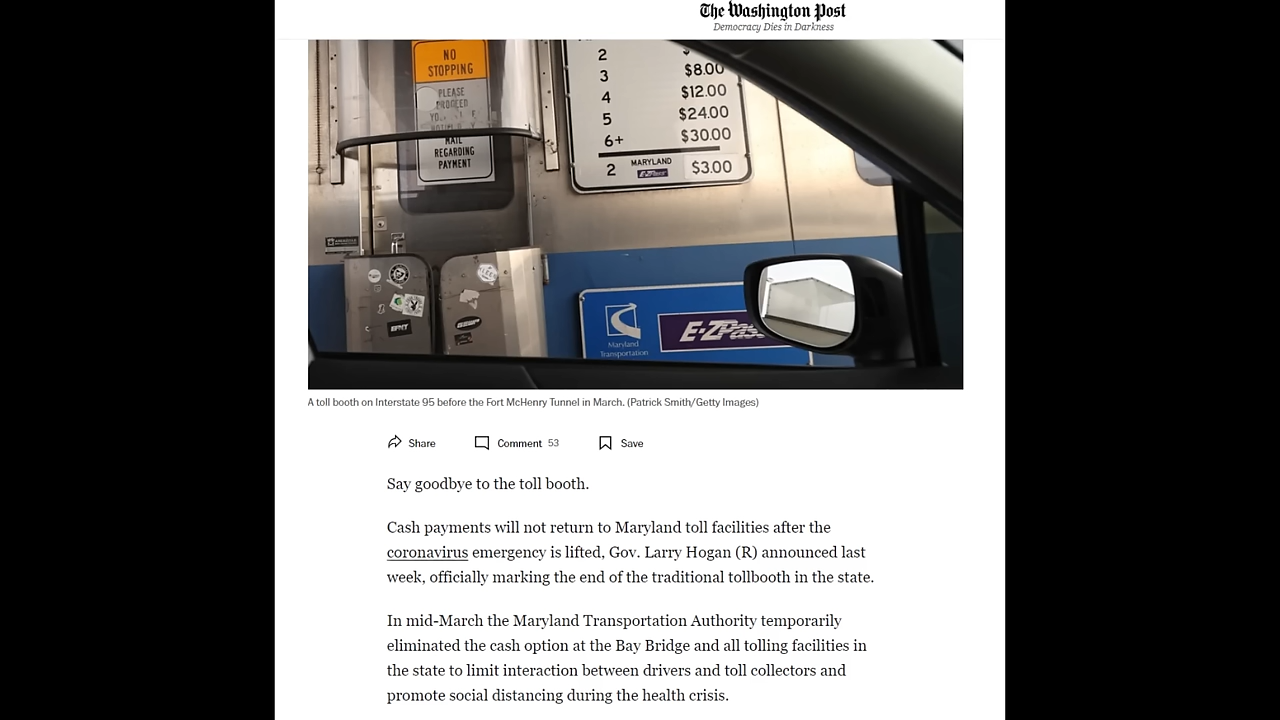 The Washington Post
Democracy Dies in Darkness
NO
STOPPING
PLEASE
PROCEED
MAIL
REGARDING
PAYMENT
2
3 $8.00
4 $12.00
5 $24.00
6+ $30.00
2 MARYLAND E-ZPass $3.00
Maryland
Transportation
E-ZPass
A toll booth on Interstate 95 before the Fort McHenry Tunnel in March. (Patrick Smith/Getty Images)
Share Comment 53 Save
Say goodbye to the toll booth.
Cash payments will not return to Maryland toll facilities after the
coronavirus emergency is lifted, Gov. Larry Hogan (R) announced last
week, officially marking the end of the traditional tollbooth in the state.
In mid-March the Maryland Transportation Authority temporarily
eliminated the cash option at the Bay Bridge and all tolling facilities in
the state to limit interaction between drivers and toll collectors and
promote social distancing during the health crisis.